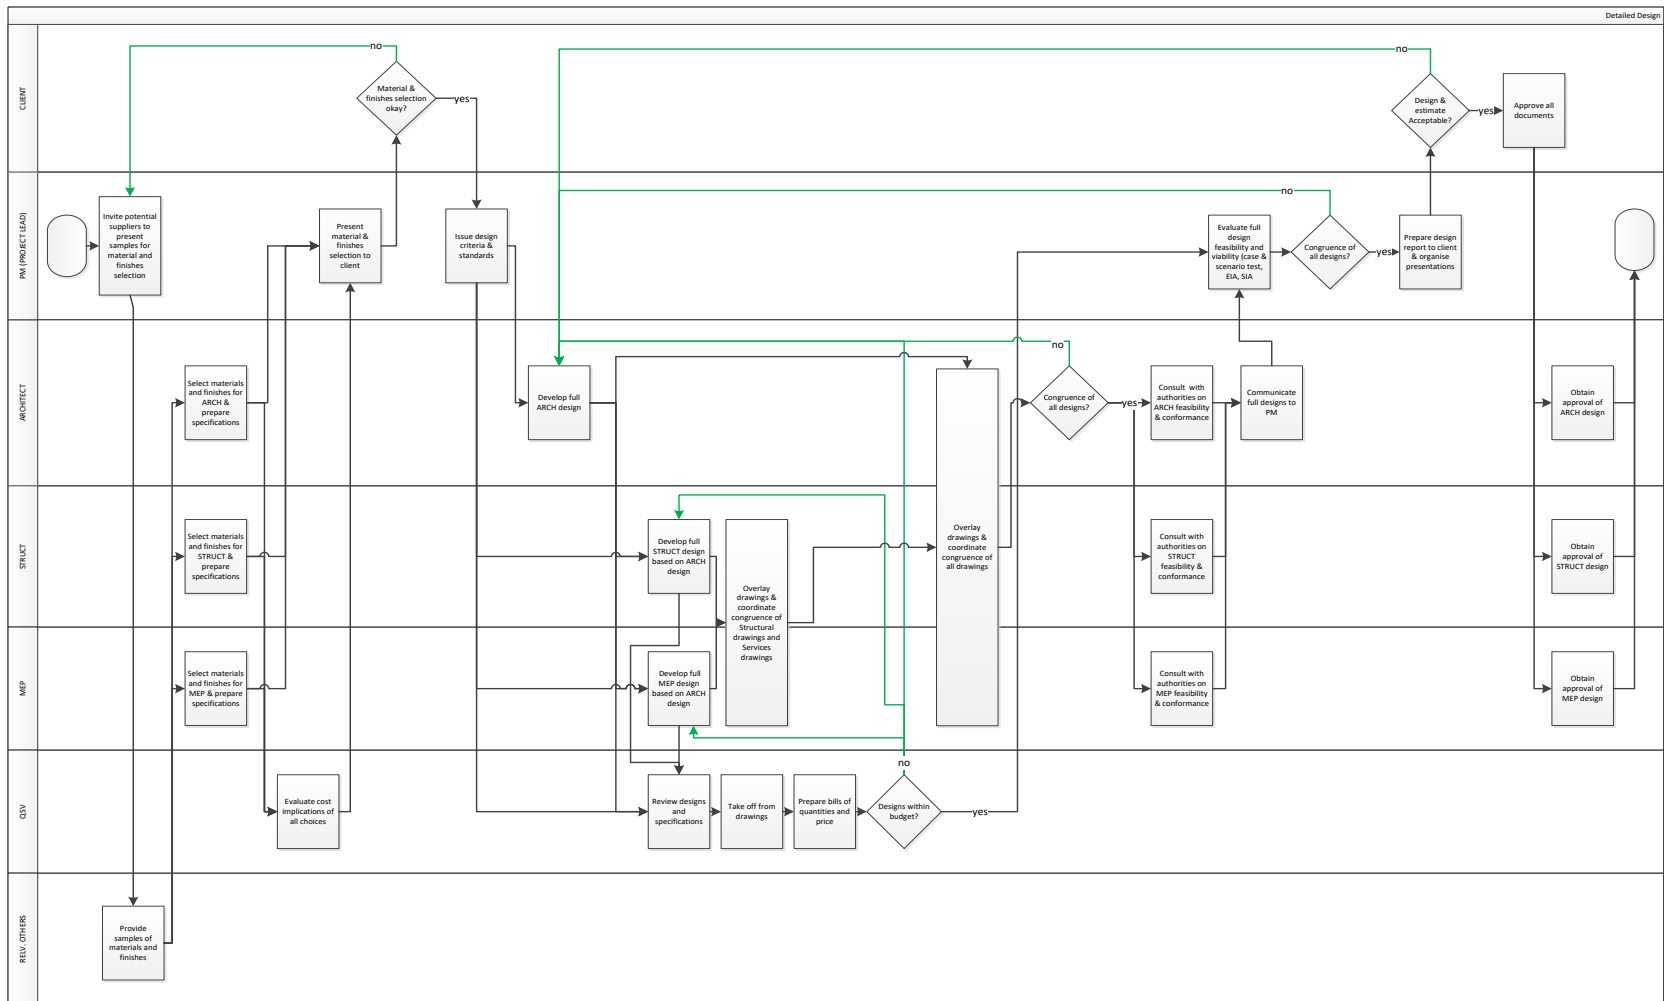 Detailed Design
CLIENT
no
Material &
finishes selection
okay?
yes
no
Design &
estimate
Acceptable?
yes
Approve all
documents
PM (PROJECT LEAD)
Invite potential
suppliers to
present
samples for
material and
finishes
selection
Present
material &
finishes
selection to
client
Issue design
criteria &
standards
no
Evaluate full
design
feasibility and
viability (case &
scenario test,
EIA, SIA
Congruence of
all designs?
yes
Prepare design
report to client
& organise
presentations
ARCHITECT
Select materials
and finishes for
ARCH &
prepare
specifications
Develop full
ARCH design
no
Congruence of
all designs?
yes
Consult with
authorities on
ARCH feasibility
& conformance
Communicate
full designs to
PM
Obtain
approval of
ARCH design
STRUCT
Select materials
and finishes for
STRUCT &
prepare
specifications
Develop full
STRUCT design
based on ARCH
design
Overlay
drawings &
coordinate
congruence of
Structural
drawings and
Services
drawings
Overlay
drawings &
coordinate
congruence of
all drawings
Consult with
authorities on
STRUCT
feasibility &
conformance
Obtain
approval of
STRUCT design
MEP
Select materials
and finishes for
MEP & prepare
specifications
Develop full
MEP design
based on ARCH
design
Consult with
authorities on
MEP feasibility
& conformance
Obtain
approval of
MEP design
QSV
Evaluate cost
implications of
all choices
Review designs
and
specifications
Take off from
drawings
Prepare bills of
quantities and
price
no
Designs within
budget?
yes
RELV. OTHERS
Provide
samples of
materials and
finishes